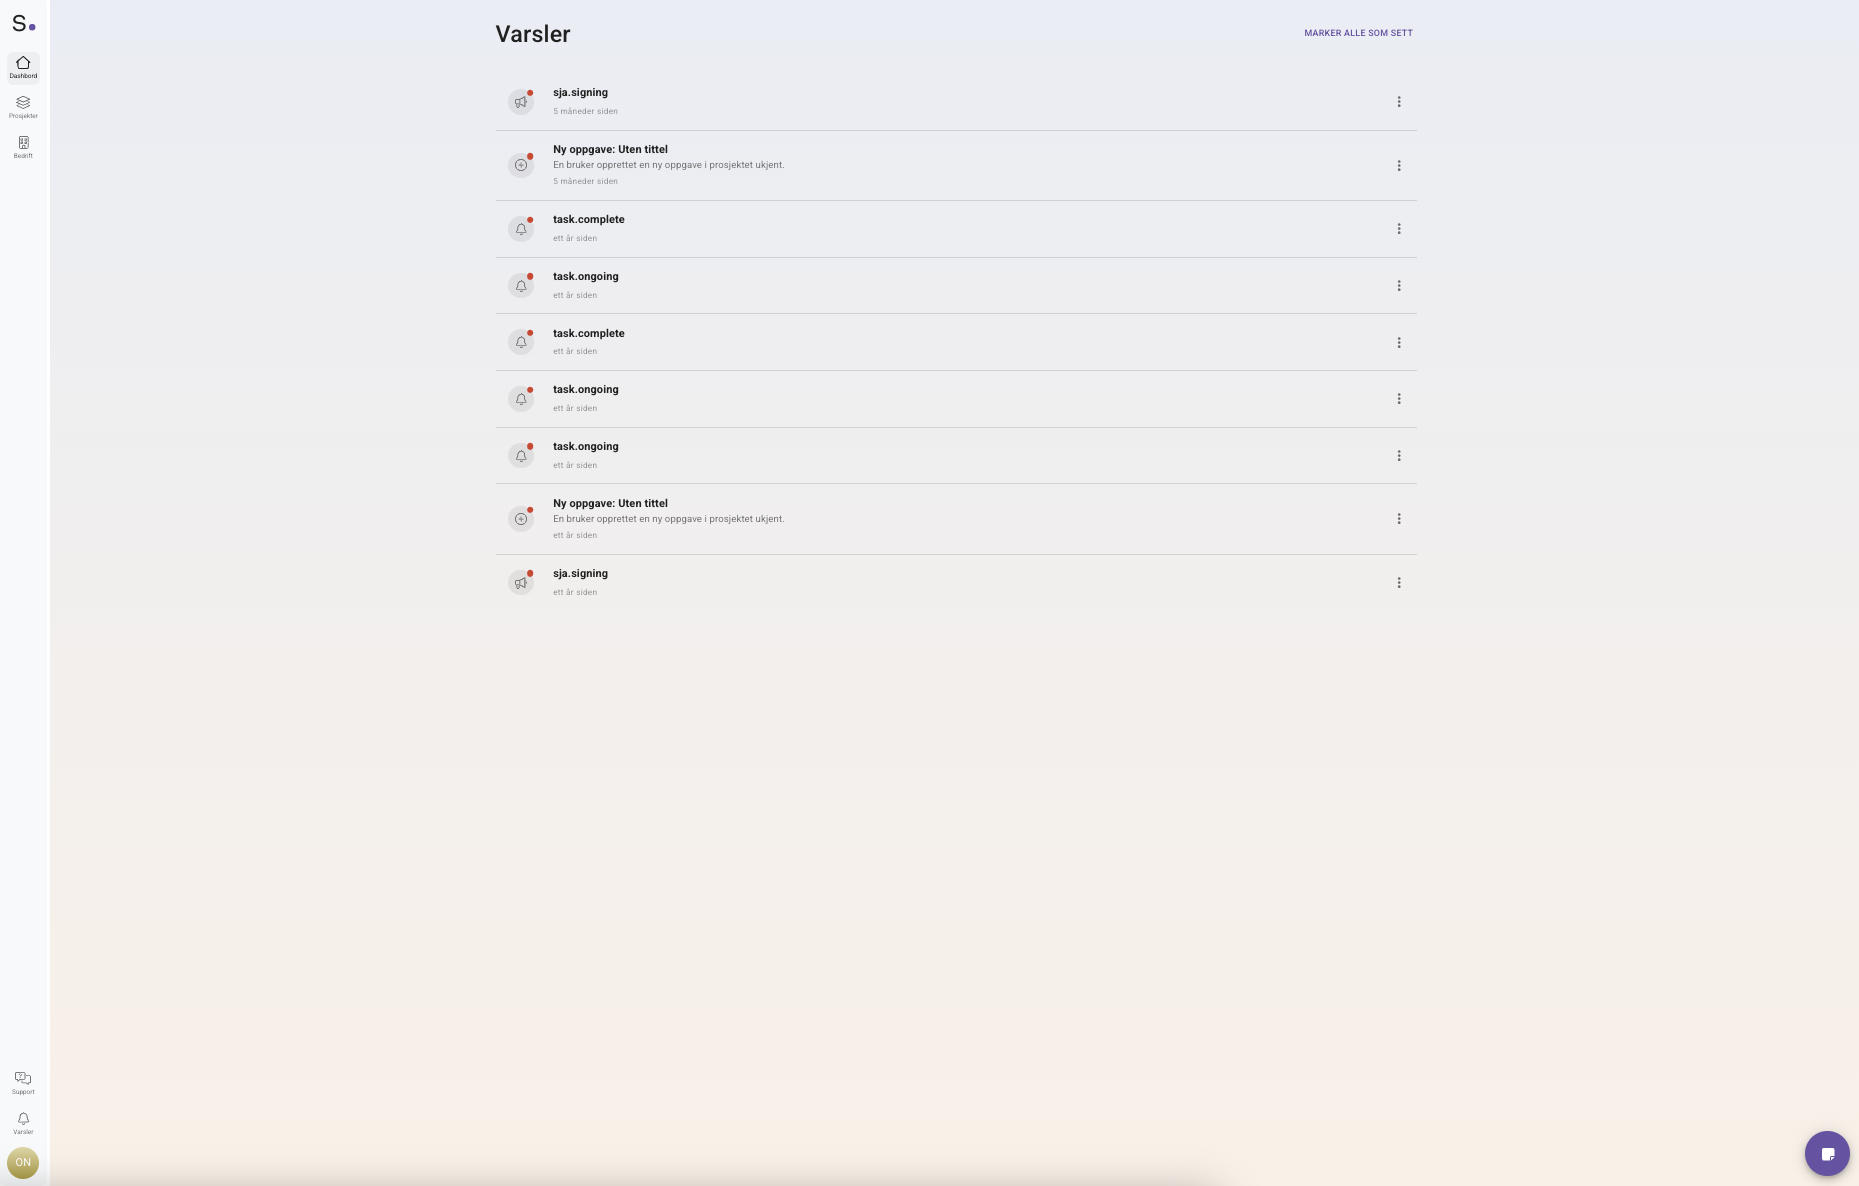 S.
Dashbord
Prosjekter
Bedrift
Varsler
MARKER ALLE SOM SETT
sja.signing
5 måneder siden
Ny oppgave: Uten tittel
En bruker opprettet en ny oppgave i prosjektet ukjent.
5 måneder siden
task.complete
ett år siden
task.ongoing
ett år siden
task.complete
ett år siden
task.ongoing
ett år siden
task.ongoing
ett år siden
Ny oppgave: Uten tittel
En bruker opprettet en ny oppgave i prosjektet ukjent.
ett år siden
sja.signing
ett år siden
Support
Varsler
ON